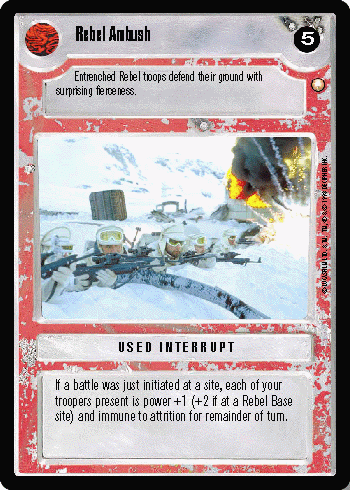 Rebel Ambush
5
Entrenched Rebel troops defend their ground with
surprising fierceness.
USED INTERRUPT
If a battle was just initiated at a site, each of your
troopers present is power +1 (+2 if at a Rebel Base
site) and immune to attrition for remainder of turn.